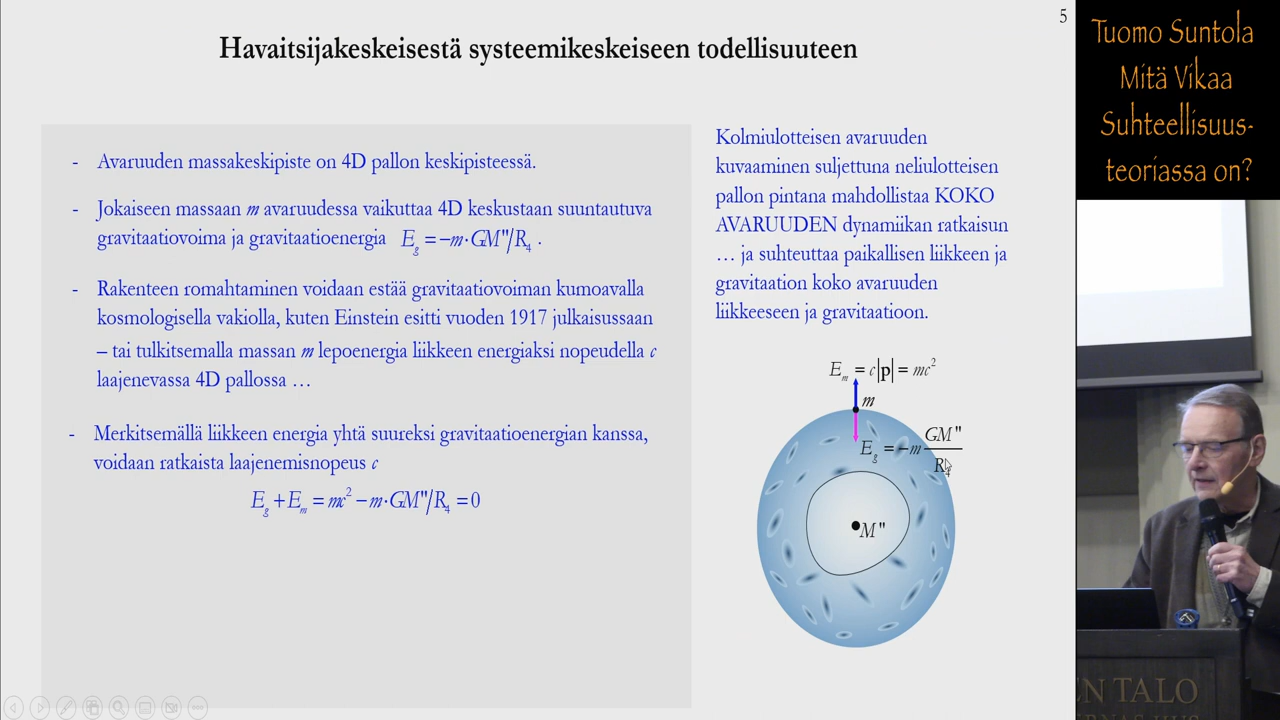 5
Havaitsijakeskeisestä systeemikeskeiseen todellisuuteen
- Avaruuden massakeskipiste on 4D pallon keskipisteessä.
- Jokaiseen massaan m avaruudessa vaikuttaa 4D keskustaan suuntautuva
gravitaatiovoima ja gravitaatioenergia E_g = −m·GM"/R_4 .
- Rakenteen romahtaminen voidaan estää gravitaatiovoiman kumoavalla
kosmologisella vakiolla, kuten Einstein esitti vuoden 1917 julkaisussaan
– tai tulkitsemalla massan m lepoenergia liikkeen energiaksi nopeudella c
laajenevassa 4D pallossa …
- Merkitsemällä liikkeen energia yhtä suureksi gravitaatioenergian kanssa,
voidaan ratkaista laajenemisnopeus c
E_g + E_m = mc² − m·GM"/R_4 = 0
Kolmiulotteisen avaruuden
kuvaaminen suljettuna neliulotteisen
pallon pintana mahdollistaa KOKO
AVARUUDEN dynamiikan ratkaisun
… ja suhteuttaa paikallisen liikkeen ja
gravitaation koko avaruuden
liikkeeseen ja gravitaatioon.
E_m = c|p| = mc²
m
E_g = −m GM"/R_4
M"
Tuomo Suntola
Mitä Vikaa
Suhteellisuus-
teoriassa on?
EN TALO